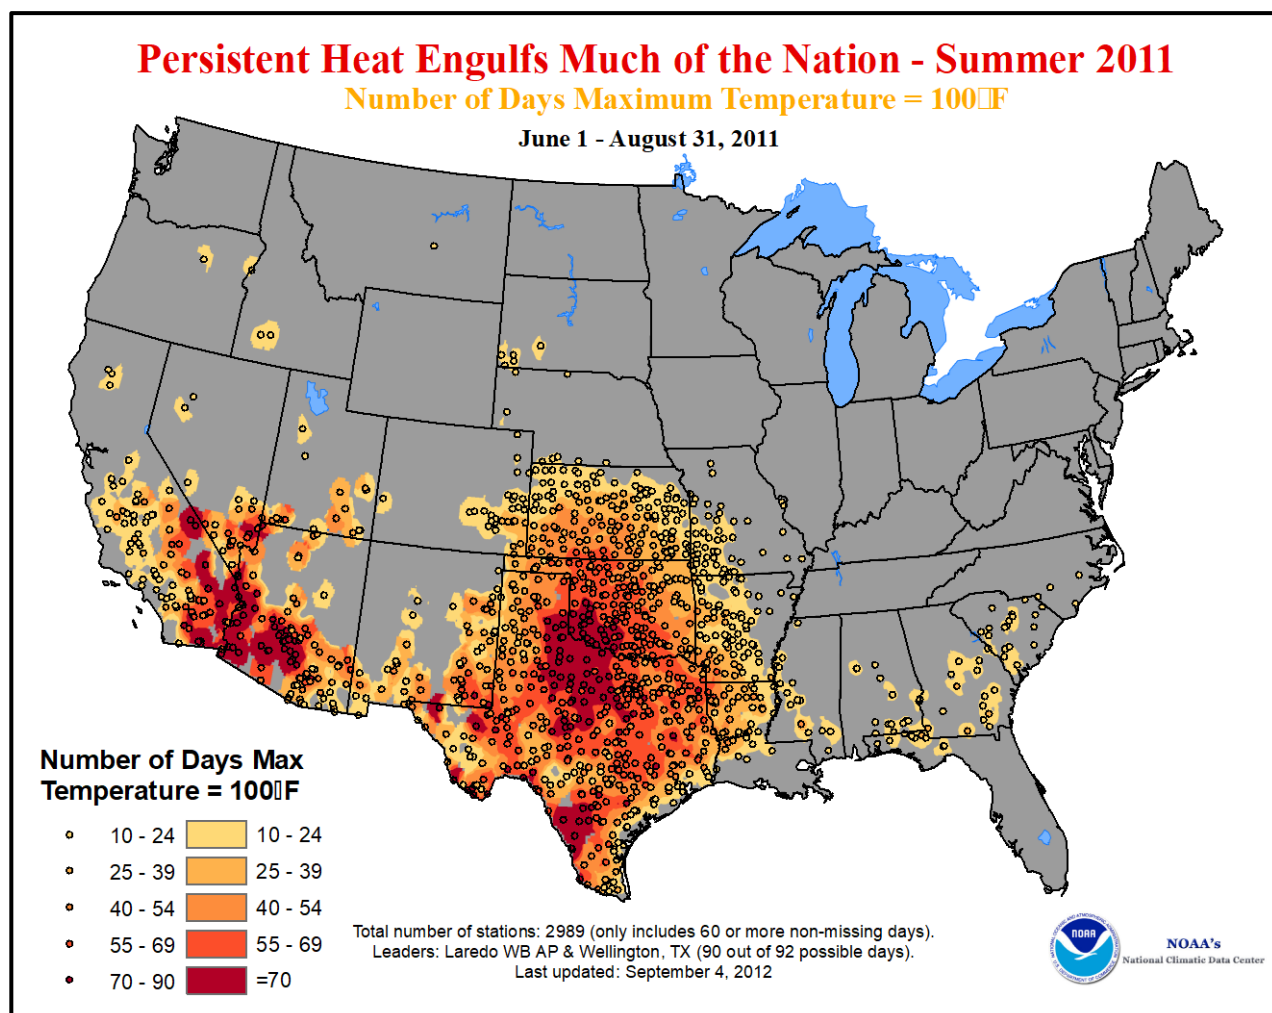 Persistent Heat Engulfs Much of the Nation - Summer 2011
Number of Days Maximum Temperature = 100▯F
June 1 - August 31, 2011
Number of Days Max
Temperature = 100▯F
10 - 24 10 - 24
25 - 39 25 - 39
40 - 54 40 - 54
55 - 69 55 - 69
70 - 90 =70
Total number of stations: 2989 (only includes 60 or more non-missing days).
Leaders: Laredo WB AP & Wellington, TX (90 out of 92 possible days).
Last updated: September 4, 2012
NOAA
NOAA's
National Climatic Data Center